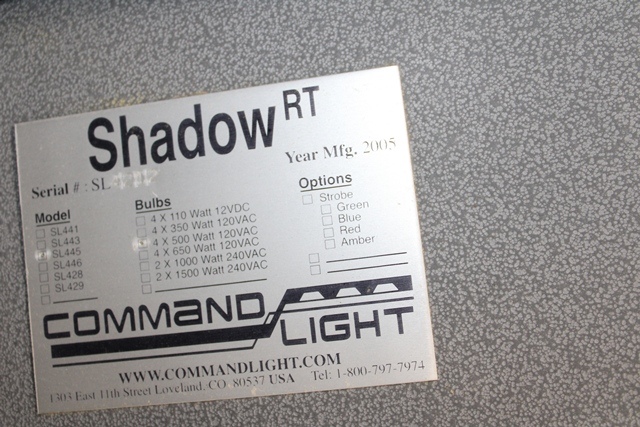 Shadow RT
Year Mfg. 2005
Serial # : SL
Model
SL441
SL443
SL445
SL446
SL428
SL429
Bulbs
4 X 110 Watt 12VDC
4 X 350 Watt 120VAC
4 X 500 Watt 120VAC
4 X 650 Watt 120VAC
2 X 1000 Watt 240VAC
2 X 1500 Watt 240VAC
Options
Strobe
Green
Blue
Red
Amber
COMMAND LIGHT
WWW.COMMANDLIGHT.COM
1303 East 11th Street Loveland, CO. 80537 USA Tel: 1-800-797-7974